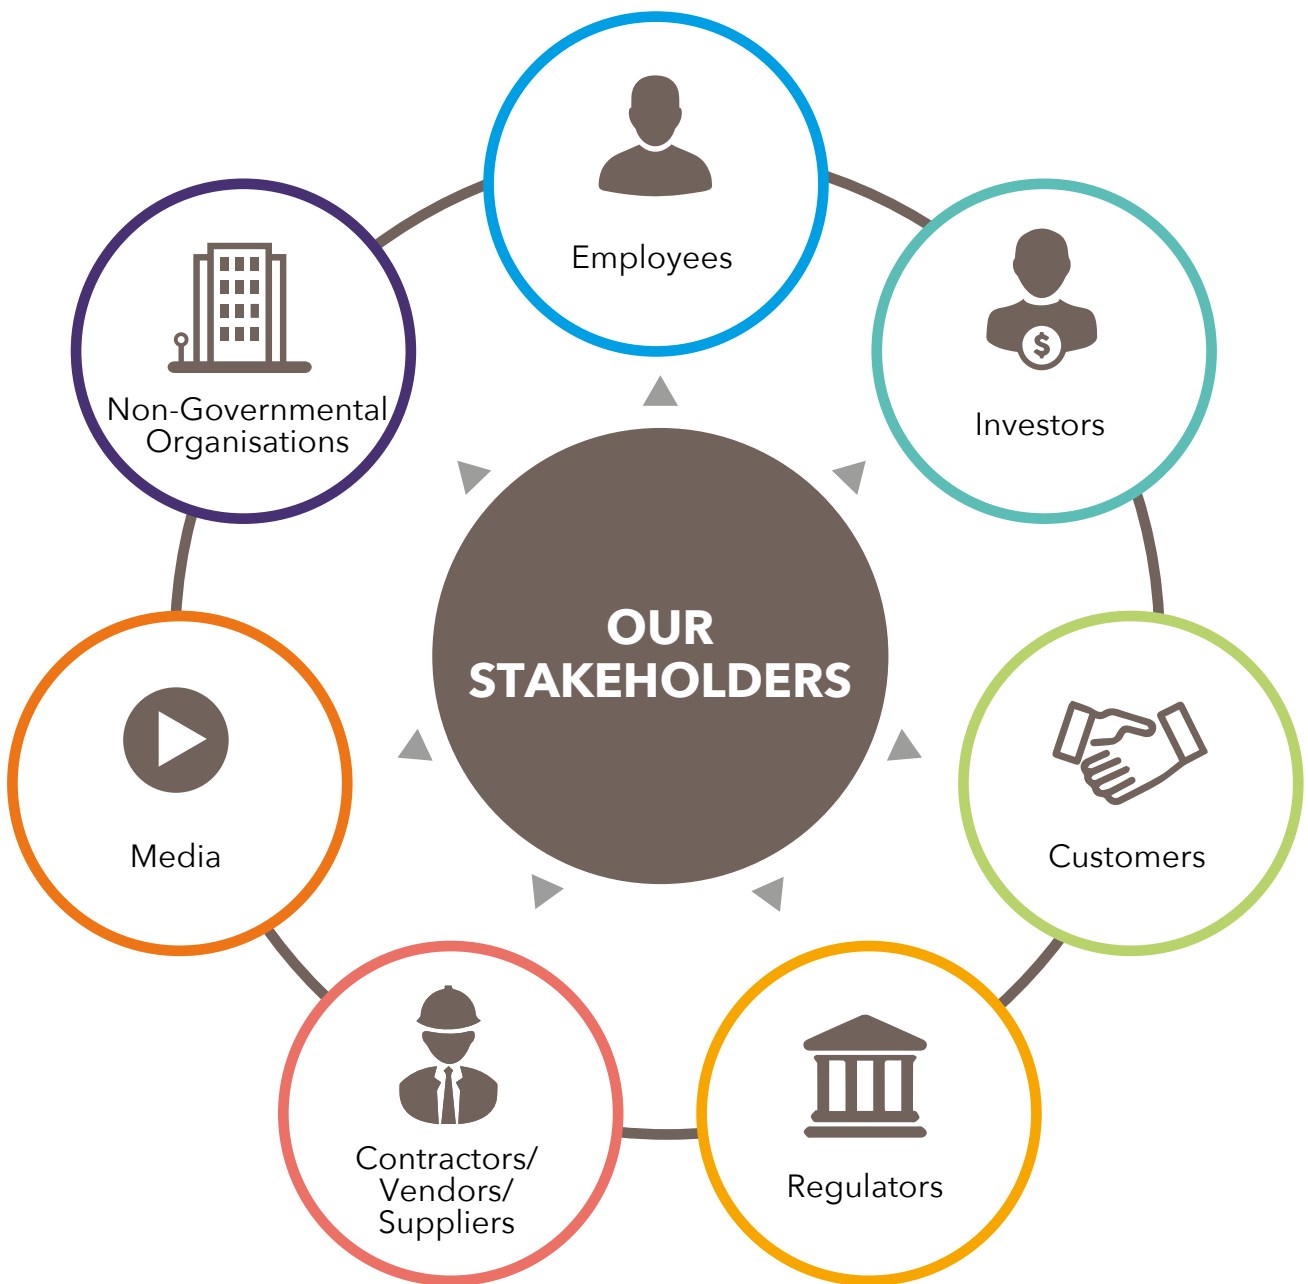 Employees
Investors
Customers
Regulators
Contractors/
Vendors/
Suppliers
Media
Non-Governmental
Organisations
OUR
STAKEHOLDERS
$